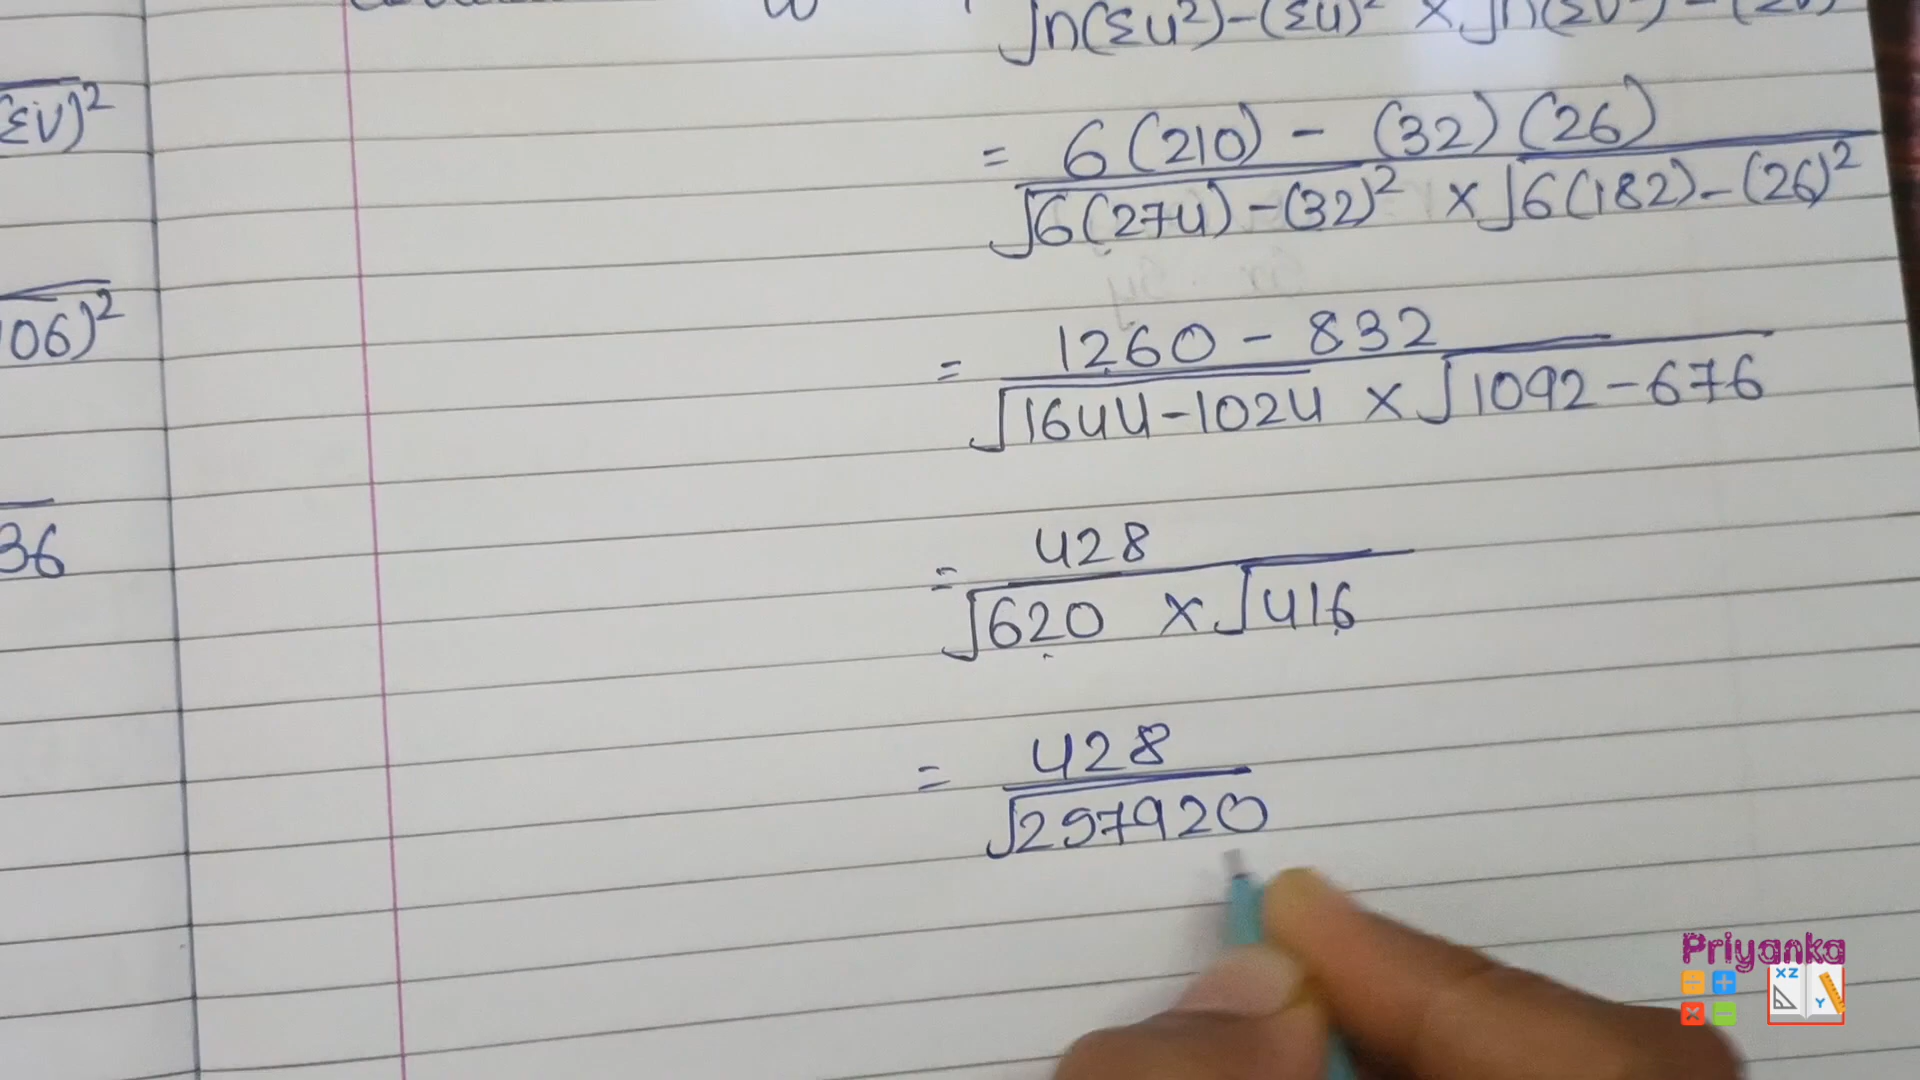 √n(Σu²)-(Σu)² × √n(Σv²)-(Σv)²
Σv)²
= 6(210) - (32)(26)
√6(274)-(32)² × √6(182)-(26)²
06)²
= 1260 - 832
√1644-1024 × √1092-676
36
= 428
√620 × √416
= 428
√257920
Priyanka
XZ
Y